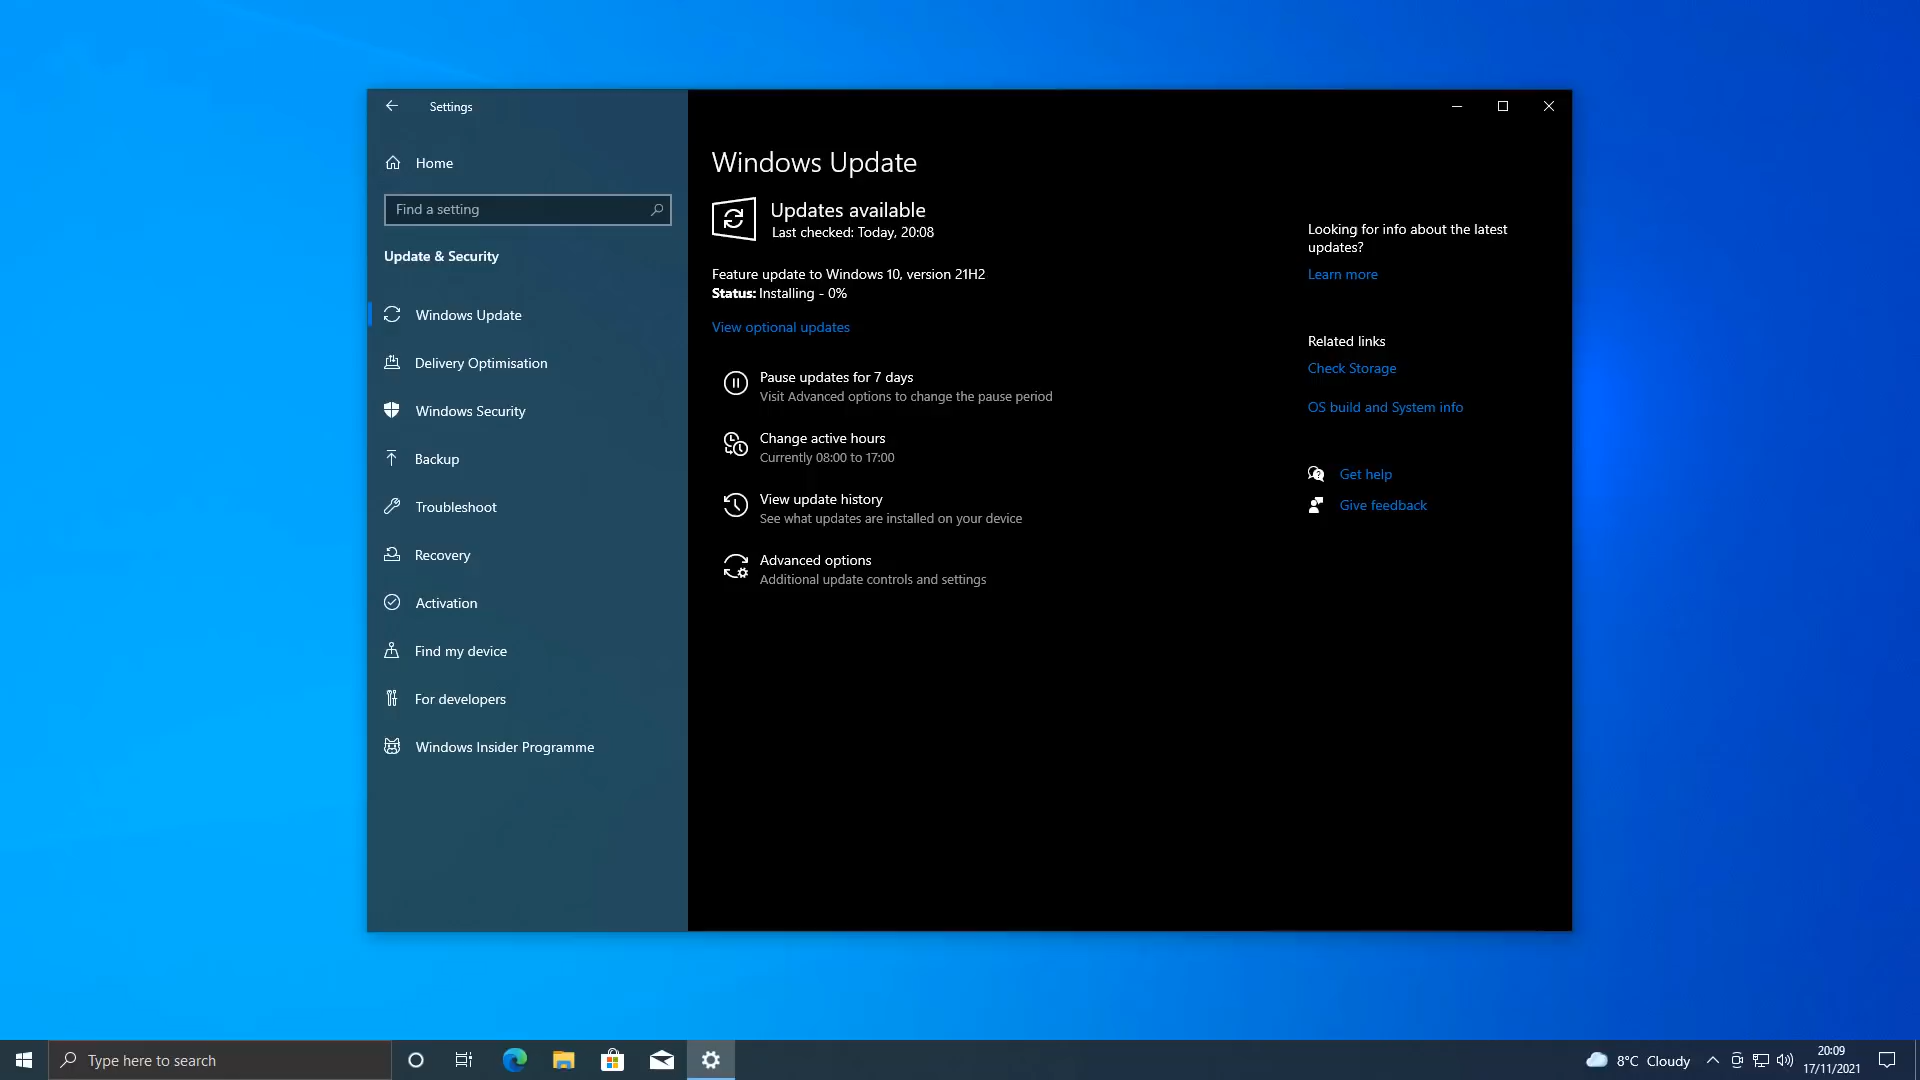 Settings
Home
Find a setting
Update & Security
Windows Update
Delivery Optimisation
Windows Security
Backup
Troubleshoot
Recovery
Activation
Find my device
For developers
Windows Insider Programme
Windows Update
Updates available
Last checked: Today, 20:08
Feature update to Windows 10, version 21H2
Status: Installing - 0%
View optional updates
Pause updates for 7 days
Visit Advanced options to change the pause period
Change active hours
Currently 08:00 to 17:00
View update history
See what updates are installed on your device
Advanced options
Additional update controls and settings
Looking for info about the latest
updates?
Learn more
Related links
Check Storage
OS build and System info
Get help
Give feedback
Type here to search
8°C Cloudy
20:09
17/11/2021